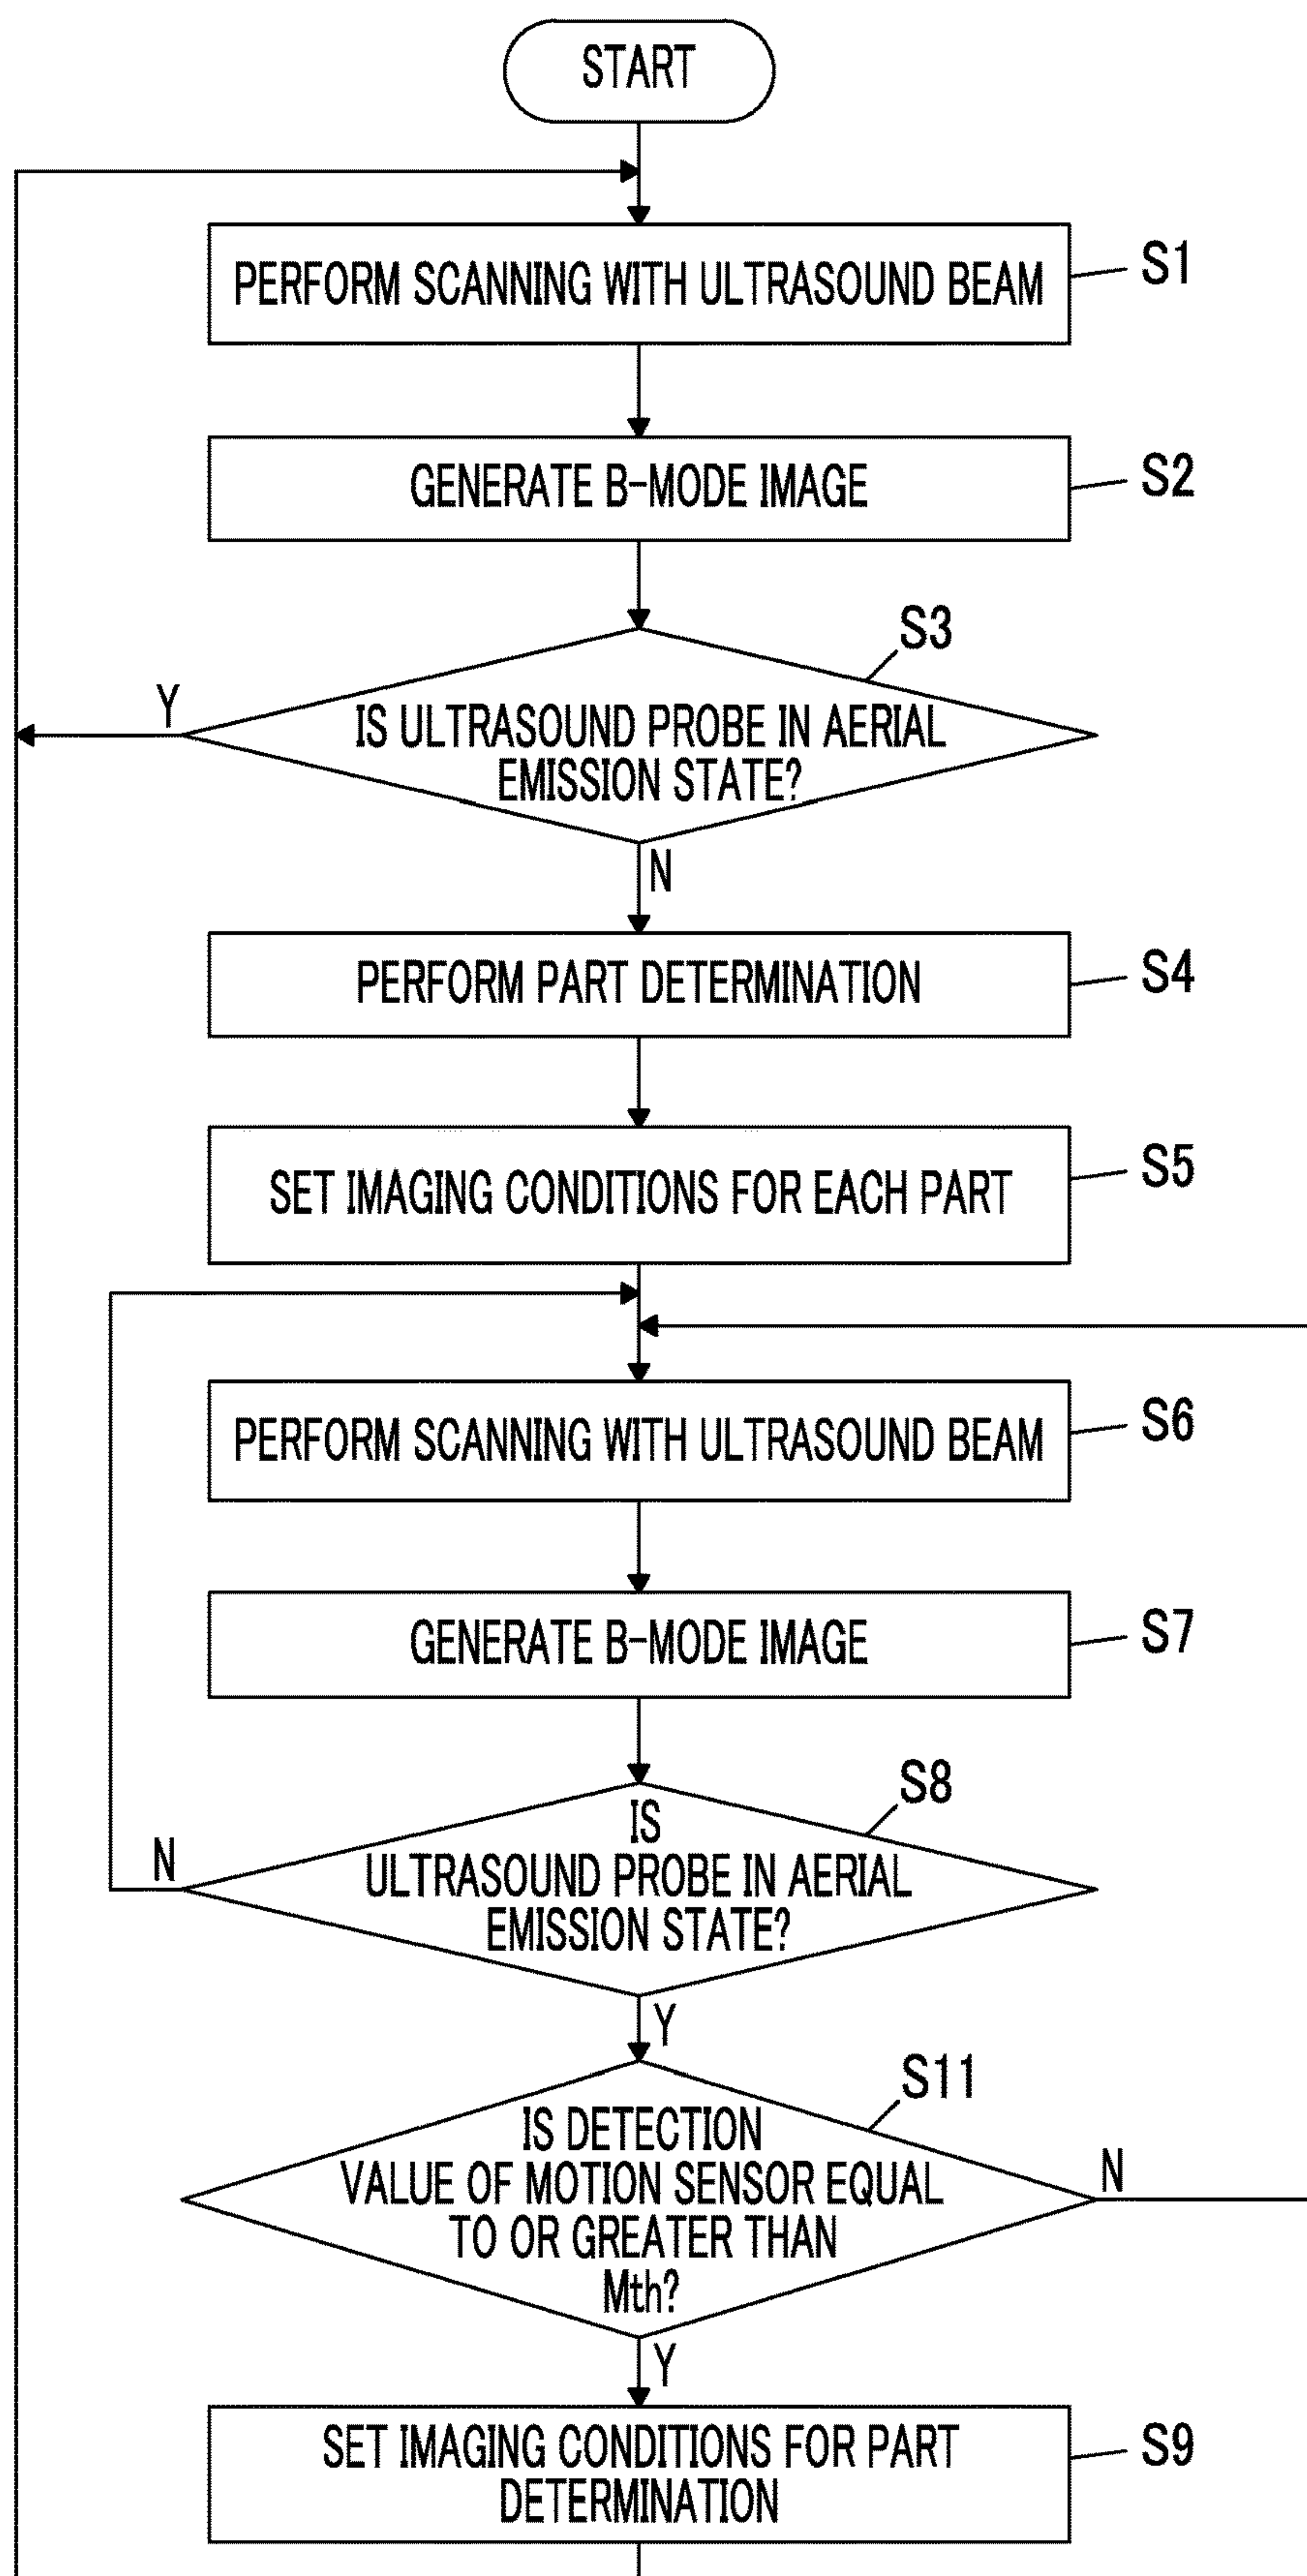 START
PERFORM SCANNING WITH ULTRASOUND BEAM
S1
GENERATE B-MODE IMAGE
S2
S3
Y
IS ULTRASOUND PROBE IN AERIAL
EMISSION STATE?
N
PERFORM PART DETERMINATION
S4
SET IMAGING CONDITIONS FOR EACH PART
S5
PERFORM SCANNING WITH ULTRASOUND BEAM
S6
GENERATE B-MODE IMAGE
S7
S8
IS
N
ULTRASOUND PROBE IN AERIAL
EMISSION STATE?
Y
S11
IS DETECTION
VALUE OF MOTION SENSOR EQUAL
N
TO OR GREATER THAN
Mth?
Y
SET IMAGING CONDITIONS FOR PART
DETERMINATION
S9